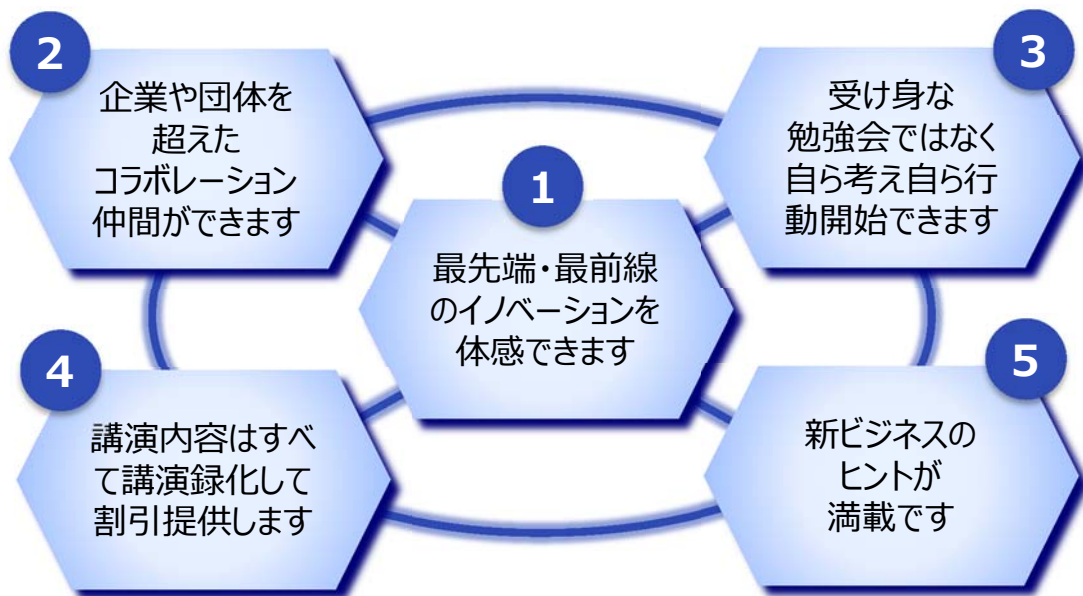 1
最先端・最前線
のイノベーションを
体感できます
2
企業や団体を
超えた
コラボレーション
仲間ができます
3
受け身な
勉強会ではなく
自ら考え自ら行
動開始できます
4
講演内容はすべ
て講演録化して
割引提供します
5
新ビジネスの
ヒントが
満載です